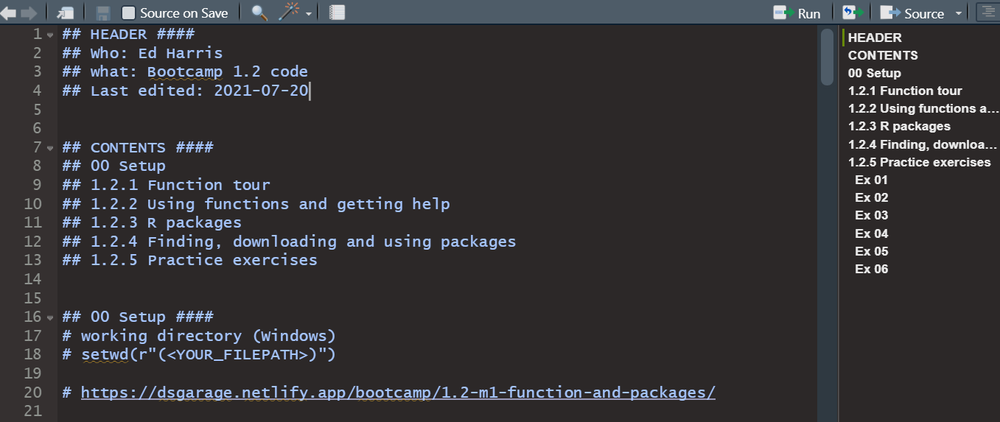 Source on Save
Run
Source
1 ## HEADER ####
2 ## Who: Ed Harris
3 ## what: Bootcamp 1.2 code
4 ## Last edited: 2021-07-20
5
6
7 ## CONTENTS ####
8 ## 00 Setup
9 ## 1.2.1 Function tour
10 ## 1.2.2 Using functions and getting help
11 ## 1.2.3 R packages
12 ## 1.2.4 Finding, downloading and using packages
13 ## 1.2.5 Practice exercises
14
15
16 ## 00 Setup ####
17 # working directory (Windows)
18 # setwd(r"(<YOUR_FILEPATH>)")
19
20 # https://dsgarage.netlify.app/bootcamp/1.2-m1-function-and-packages/
21
HEADER
CONTENTS
00 Setup
1.2.1 Function tour
1.2.2 Using functions a...
1.2.3 R packages
1.2.4 Finding, downloa...
1.2.5 Practice exercises
Ex 01
Ex 02
Ex 03
Ex 04
Ex 05
Ex 06